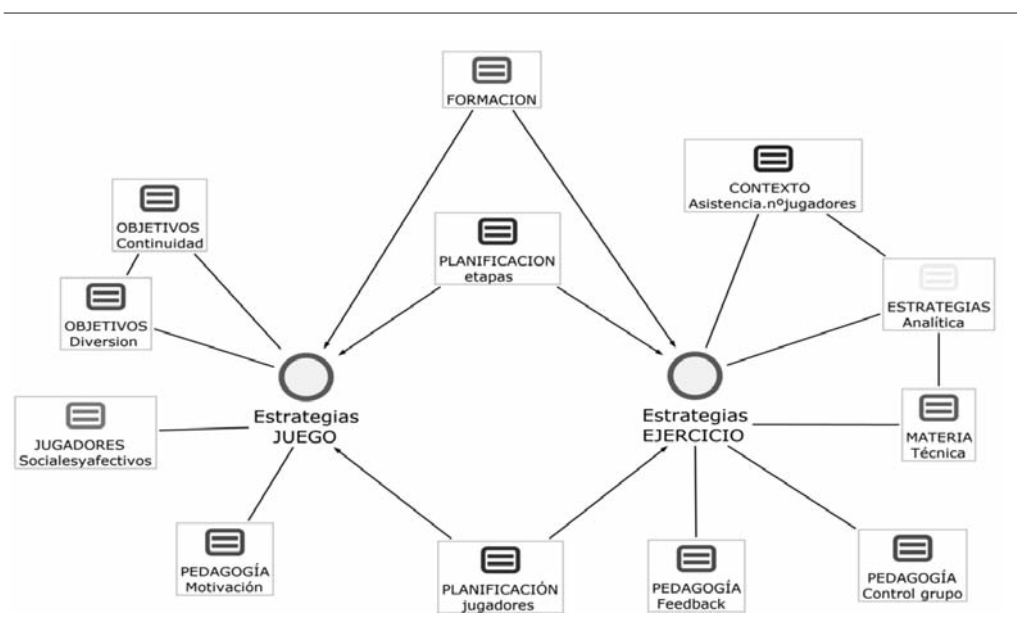 FORMACION
CONTEXTO
Asistencia.nºjugadores
OBJETIVOS
Continuidad
PLANIFICACION
etapas
ESTRATEGIAS
Analítica
OBJETIVOS
Diversion
Estrategias
JUEGO
Estrategias
EJERCICIO
JUGADORES
Socialesyafectivos
MATERIA
Técnica
PEDAGOGÍA
Motivación
PLANIFICACIÓN
jugadores
PEDAGOGÍA
Feedback
PEDAGOGÍA
Control grupo